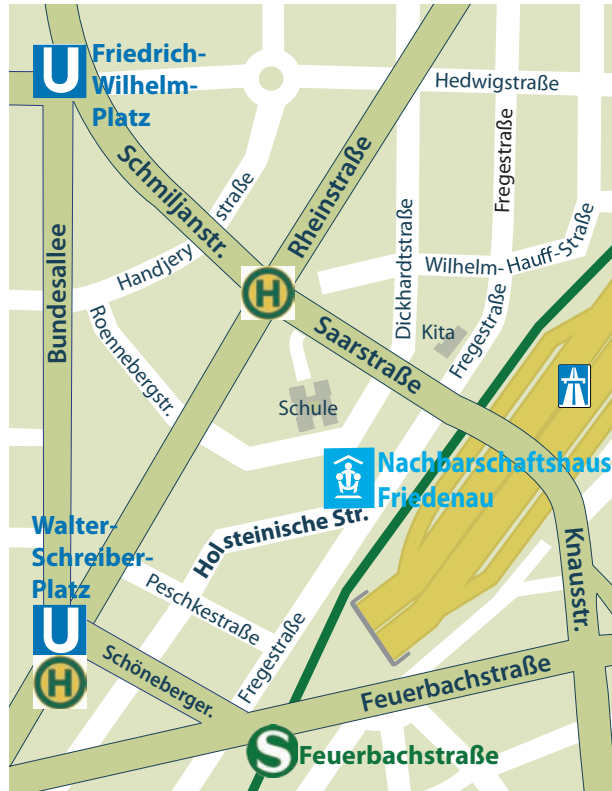 U
Friedrich-
Wilhelm-
Platz
Hedwigstraße
Fregestraße
Schmiljanstr.
Handjery
straße
Rheinstraße
Dickhardtstraße
Wilhelm-Hauff-Straße
Bundesallee
H
Roennebergstr.
Saarstraße
Kita
Fregestraße
Schule
Nachbarschaftshaus
Friedenau
Holsteinische Str.
Walter-
Schreiber-
Platz
U
H
Peschkestraße
Fregestraße
Schöneberger.
Knausstr.
Feuerbachstraße
S
Feuerbachstraße